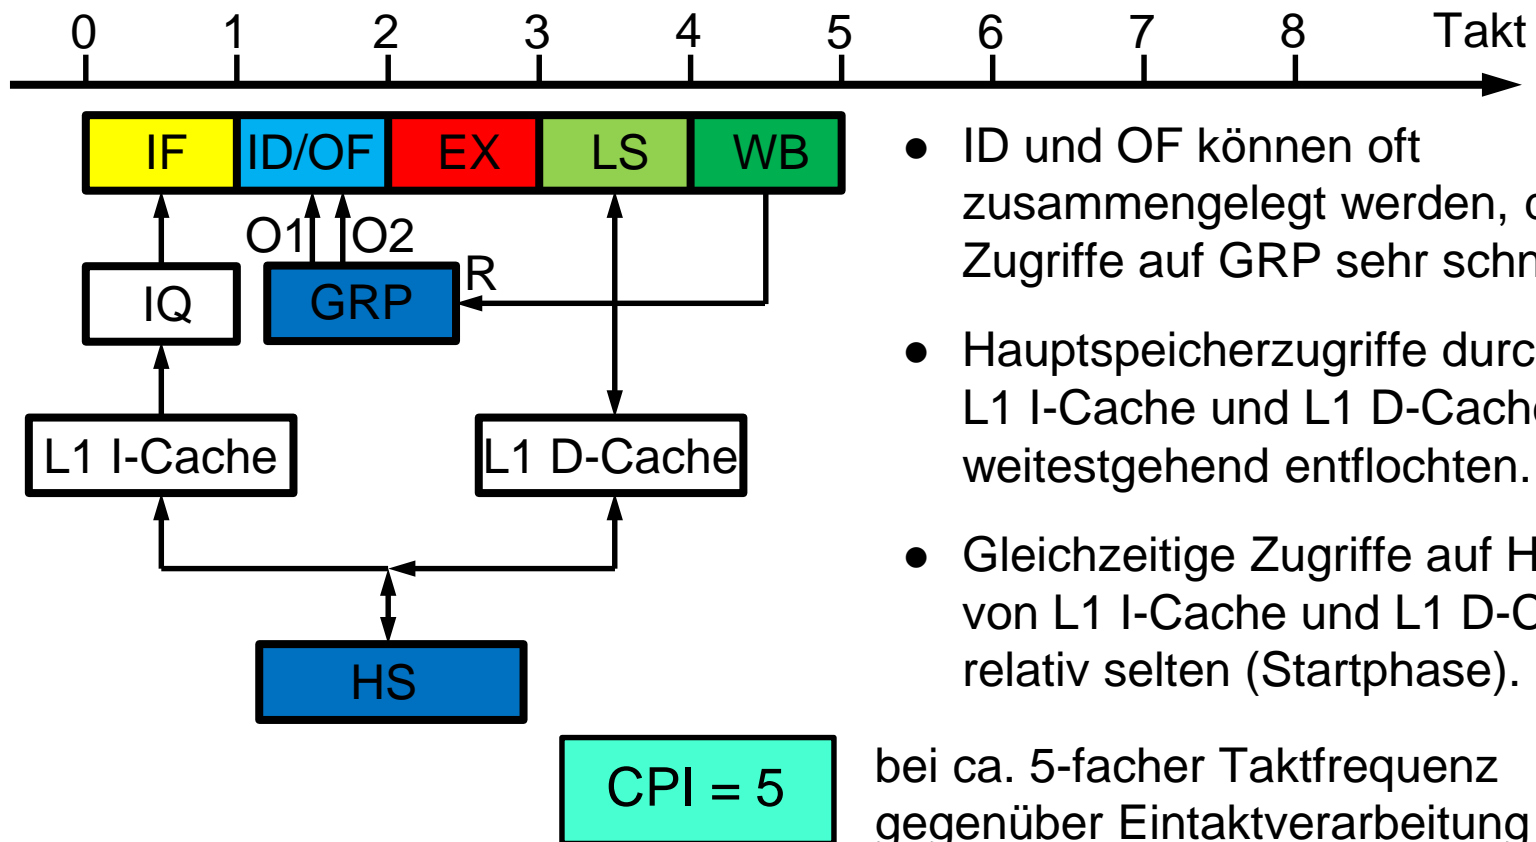 0 1 2 3 4 5 6 7 8 Takt
IF ID/OF EX LS WB
O1 O2
R
IQ GRP
L1 I-Cache L1 D-Cache
HS
CPI = 5
● ID und OF können oft
zusammengelegt werden,
Zugriffe auf GRP sehr
● Hauptspeicherzugriffe
L1 I-Cache und L1
weitestgehend entflochten.
● Gleichzeitige Zugriffe auf
von L1 I-Cache und L1
relativ selten (Startphase).
bei ca. 5-facher Taktfrequenz
gegenüber Eintaktverarbeitung